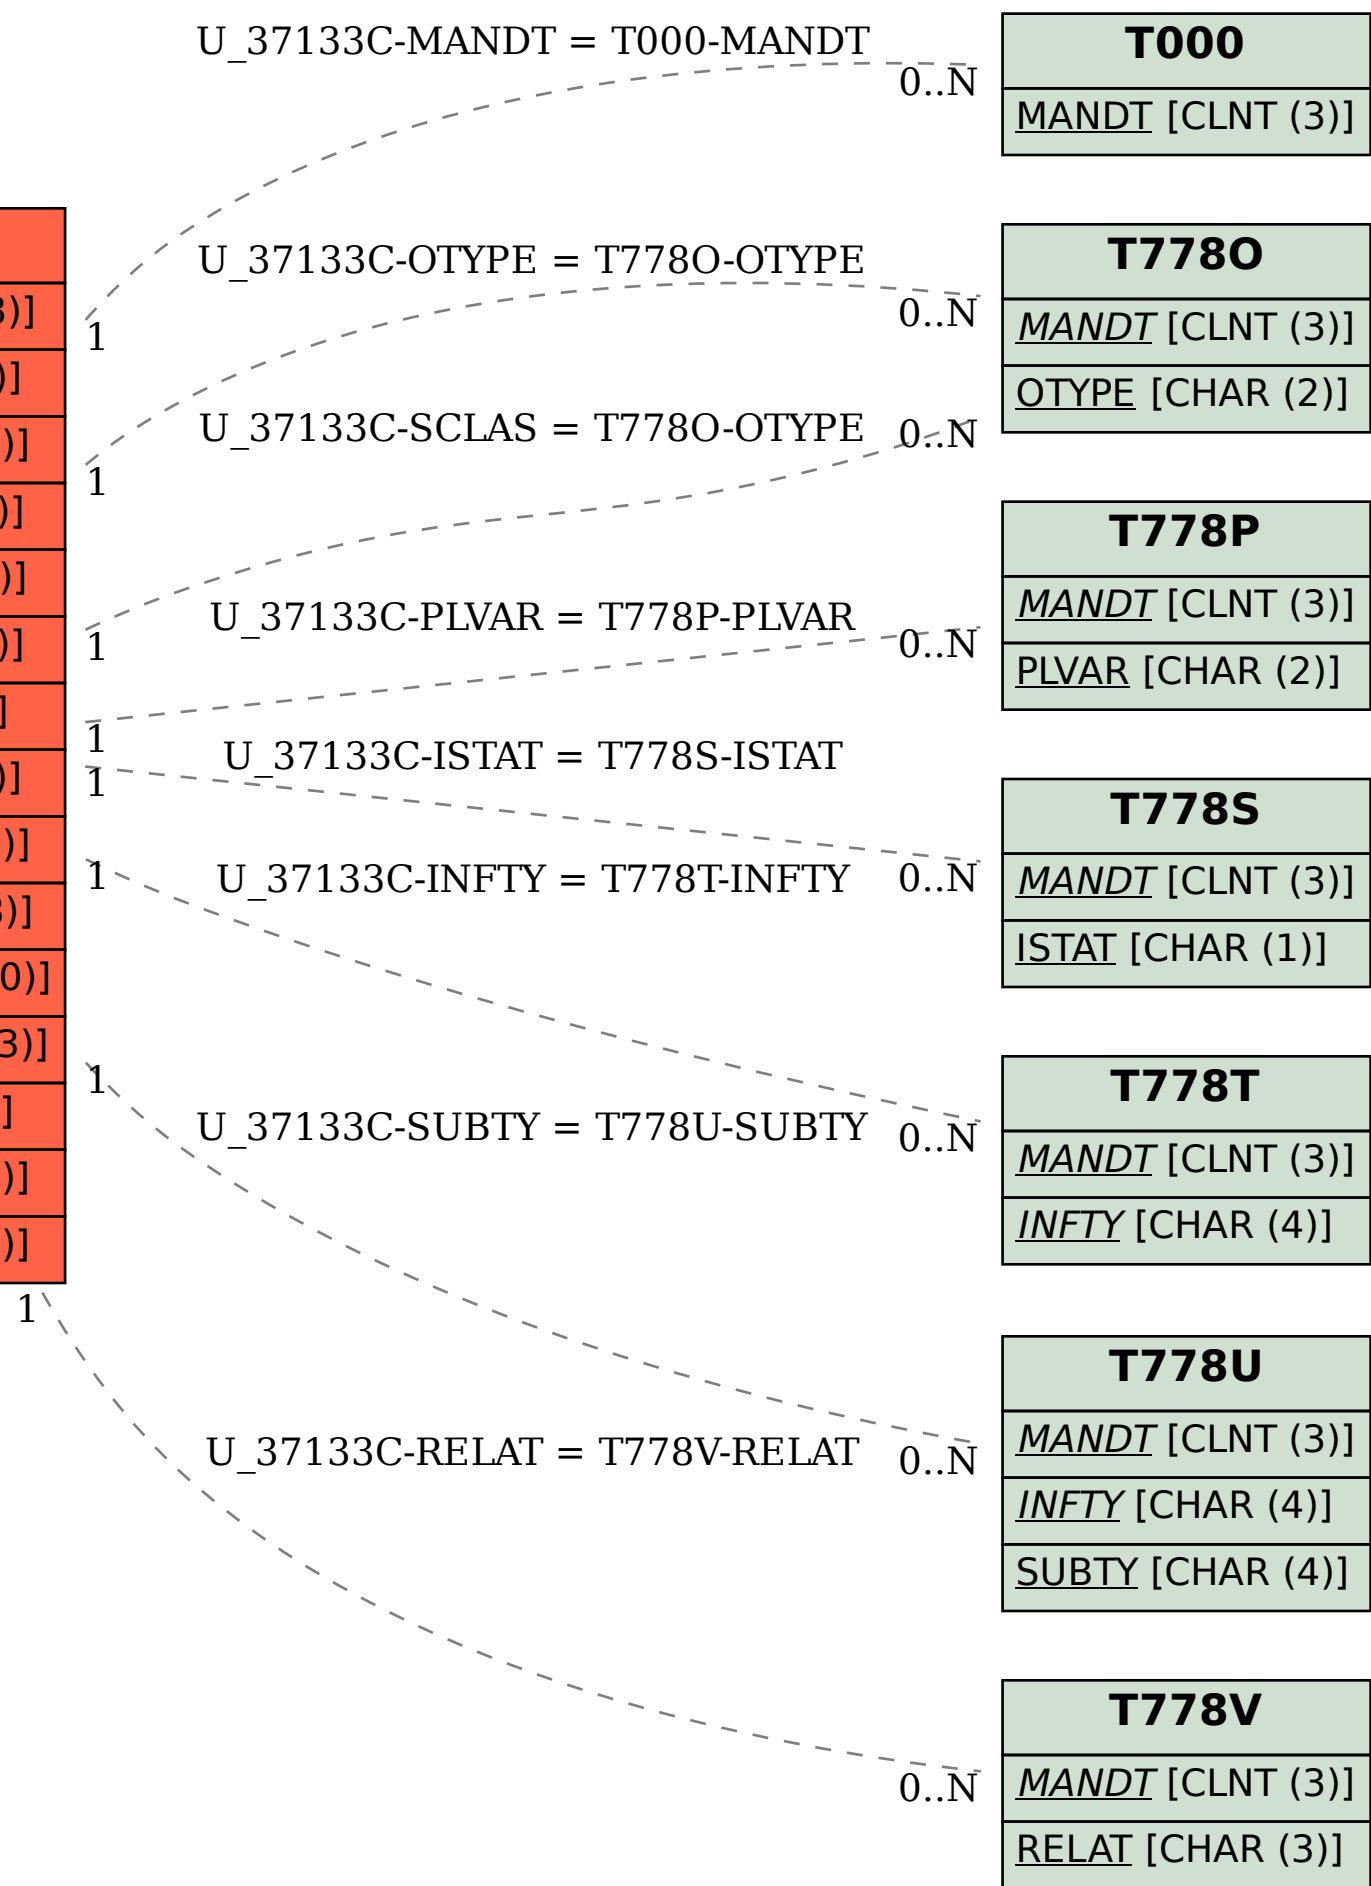 U_37133C-MANDT = T000-MANDT
0..N
1
U_37133C-OTYPE = T778O-OTYPE
0..N
1
U_37133C-SCLAS = T778O-OTYPE
0..N
1
U_37133C-PLVAR = T778P-PLVAR
0..N
1
U_37133C-ISTAT = T778S-ISTAT
1
0..N
U_37133C-INFTY = T778T-INFTY
1
0..N
U_37133C-SUBTY = T778U-SUBTY
1
0..N
U_37133C-RELAT = T778V-RELAT
1
0..N
3)]
)]
)]
)]
)]
)]
]
)]
)]
3)]
0)]
3)]
]
)]
)]
T000
MANDT [CLNT (3)]
T778O
MANDT [CLNT (3)]
OTYPE [CHAR (2)]
T778P
MANDT [CLNT (3)]
PLVAR [CHAR (2)]
T778S
MANDT [CLNT (3)]
ISTAT [CHAR (1)]
T778T
MANDT [CLNT (3)]
INFTY [CHAR (4)]
T778U
MANDT [CLNT (3)]
INFTY [CHAR (4)]
SUBTY [CHAR (4)]
T778V
MANDT [CLNT (3)]
RELAT [CHAR (3)]